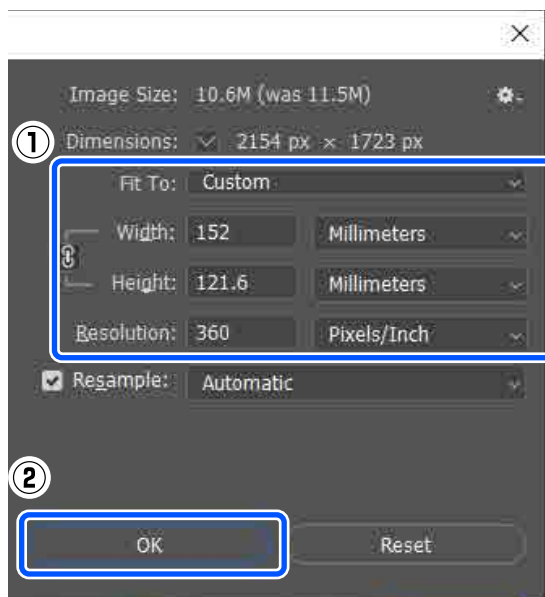 Image Size: 10.6M (was 11.5M)
① Dimensions: 2154 px × 1723 px
Fit To: Custom
Width: 152 Millimeters
Height: 121.6 Millimeters
Resolution: 360 Pixels/Inch
Resample: Automatic
②
OK Reset